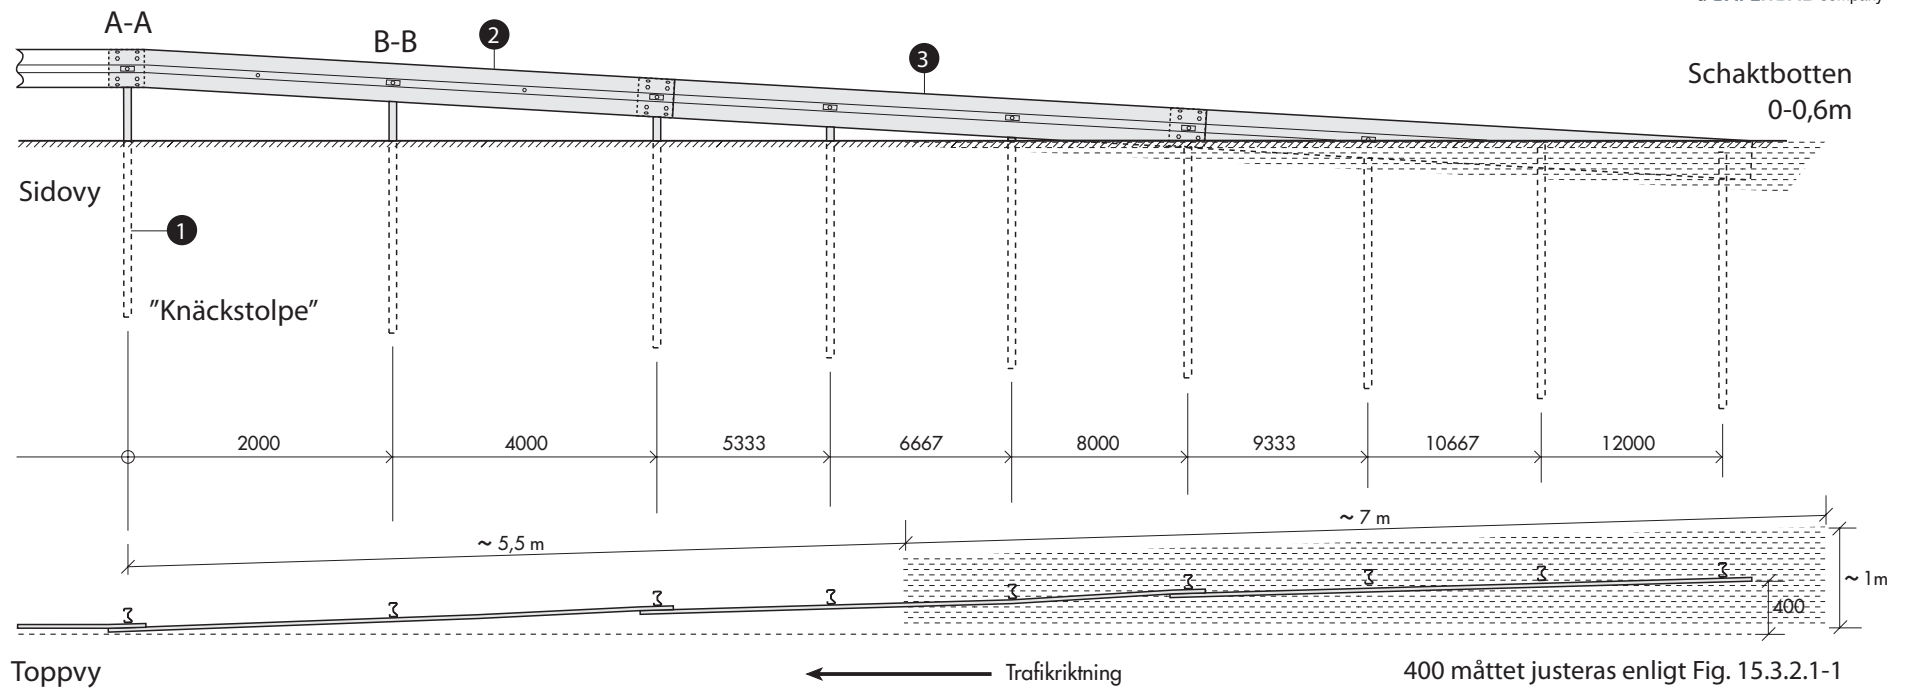 A-A
B-B
2
3
Schaktbotten
0-0,6m
Sidovy
1
"Knäckstolpe"
2000 4000 5333 6667 8000 9333 10667 12000
~ 5,5 m
~ 7 m
~ 1m
400
Toppvy
Trafikriktning
400 måttet justeras enligt Fig. 15.3.2.1-1